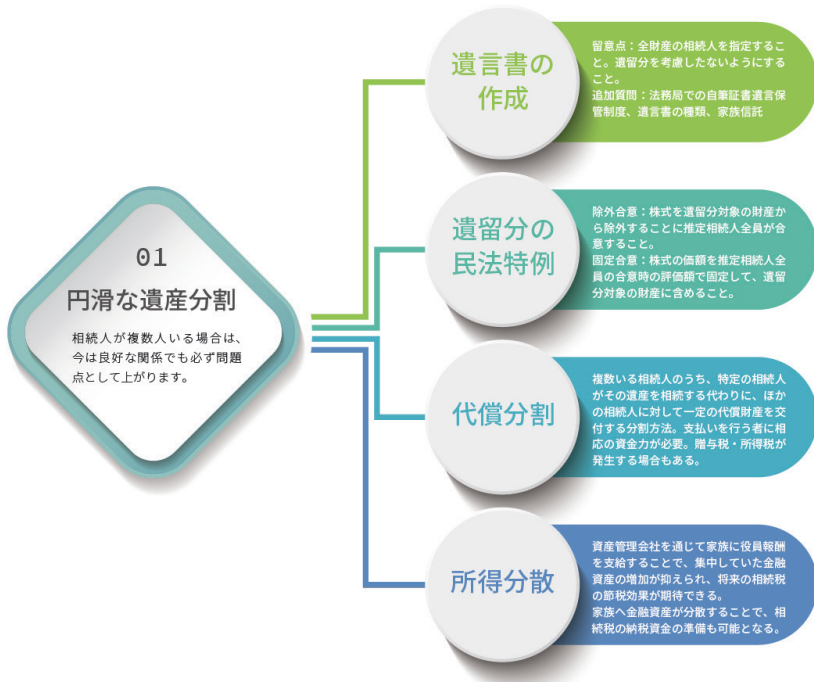 01
円滑な遺産分割
相続人が複数人いる場合は、
今は良好な関係でも必ず問題
点として上がります。
遺言書の
作成
留意点：全財産の相続人を指定するこ
と。遺留分を考慮したないようにする
こと。
追加質問：法務局での自筆証書遺言保
管制度、遺言書の種類、家族信託
遺留分の
民法特例
除外合意：株式を遺留分対象の財産か
ら除外することに推定相続人全員が合
意すること。
固定合意：株式の価額を推定相続人全
員の合意時の評価額で固定して、遺留
分対象の財産に含めること。
代償分割
複数いる相続人のうち、特定の相続人
がその遺産を相続する代わりに、ほか
の相続人に対して一定の代償財産を交
付する分割方法。支払いを行う者に相
応の資金力が必要。贈与税・所得税が
発生する場合もある。
所得分散
資産管理会社を通じて家族に役員報酬
を支給することで、集中していた金融
資産の増加が抑えられ、将来の相続税
の節税効果が期待できる。
家族へ金融資産が分散することで、相
続税の納税資金の準備も可能となる。